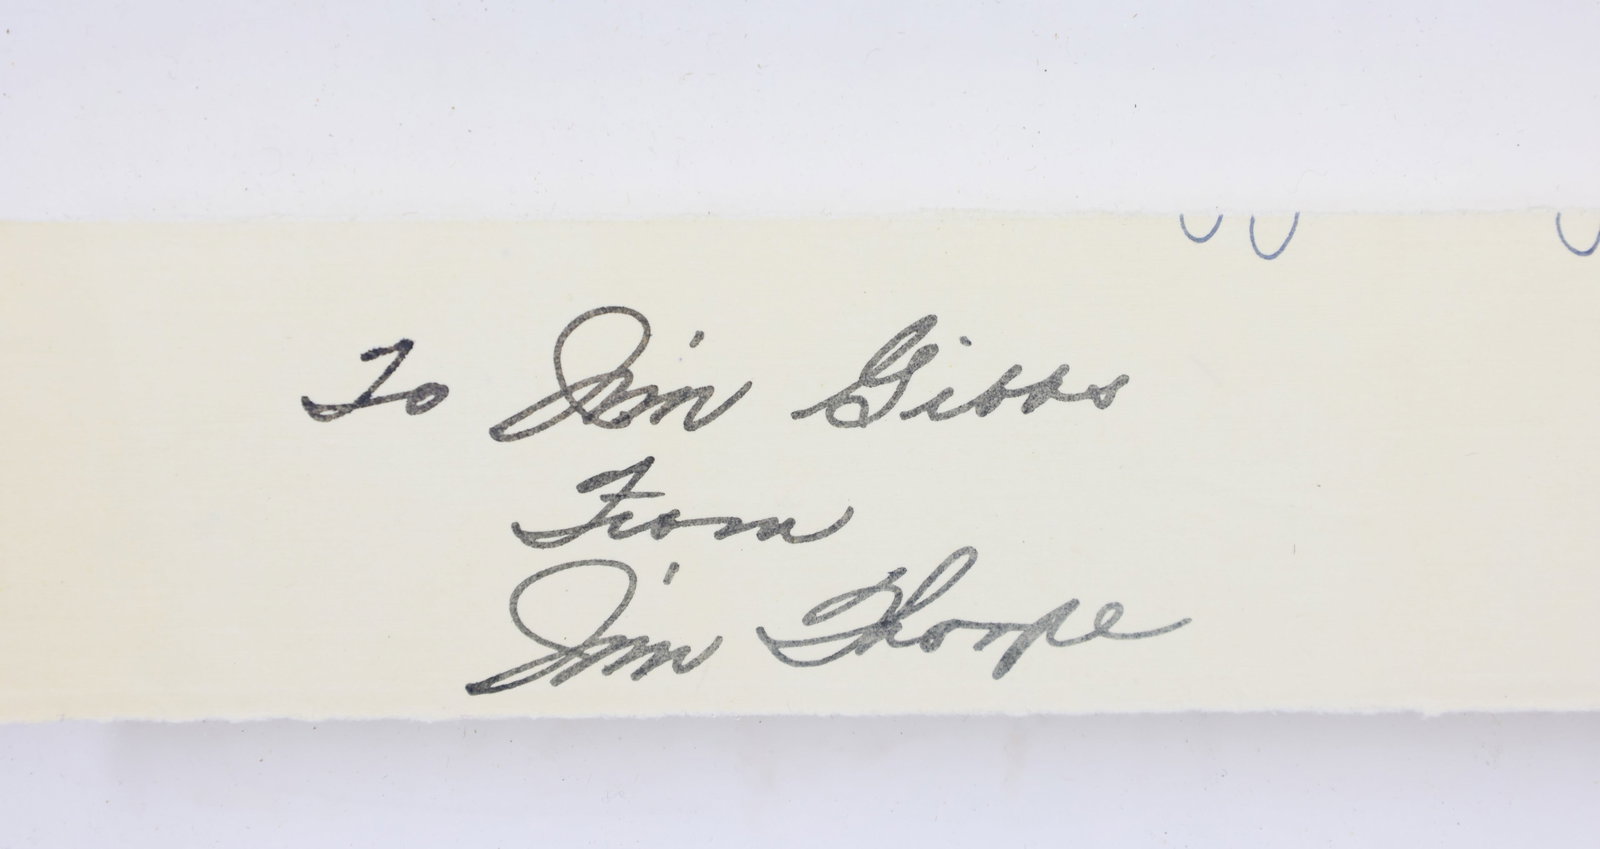 To Jim Gibbs
From
Jim Thorpe